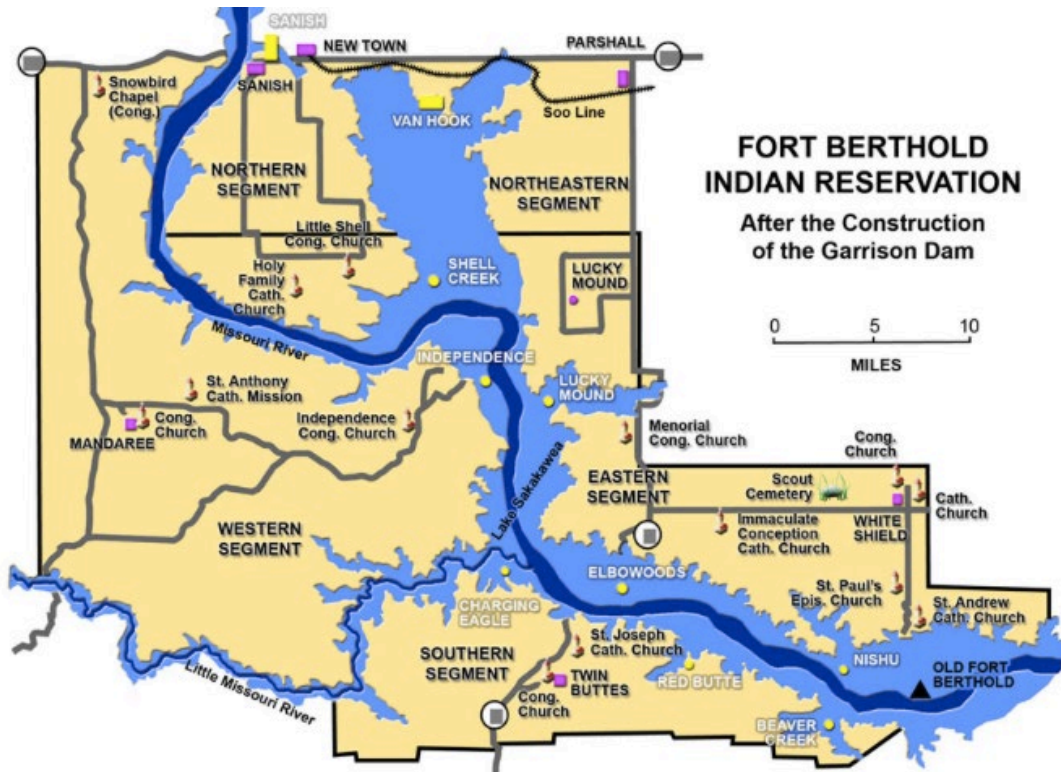 SANISH
NEW TOWN
PARSHALL
Snowbird
Chapel
(Cong.)
SANISH
VAN HOOK
Soo Line
FORT BERTHOLD
INDIAN RESERVATION
After the Construction
of the Garrison Dam
NORTHERN
SEGMENT
NORTHEASTERN
SEGMENT
Little Shell
Cong. Church
Holy
Family
Cath.
Church
SHELL
CREEK
LUCKY
MOUND
0 5 10
MILES
Missouri River
INDEPENDENCE
St. Anthony
Cath. Mission
LUCKY
MOUND
Cong.
Church
MANDAREE
Independence
Cong. Church
Memorial
Cong. Church
Cong.
Church
EASTERN
SEGMENT
Scout
Cemetery
Cath.
Church
WESTERN
SEGMENT
Lake Sakakawea
Immaculate
Conception
Cath. Church
WHITE
SHIELD
ELBOWOODS
CHARGING
EAGLE
St. Paul's
Epis. Church
St. Andrew
Cath. Church
SOUTHERN
SEGMENT
St. Joseph
Cath. Church
Little Missouri River
TWIN
BUTTES
Cong.
Church
RED BUTTE
NISHU
OLD FORT
BERTHOLD
BEAVER
CREEK